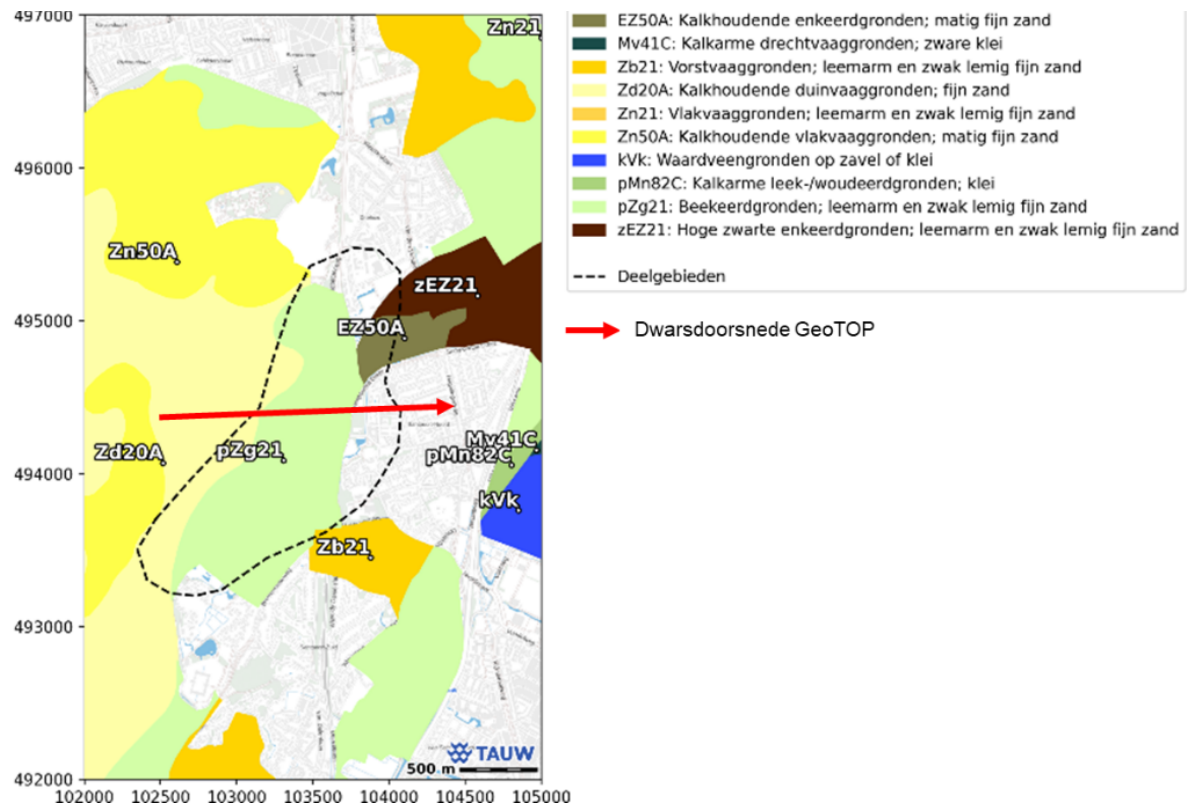 497000
496000
495000
494000
493000
492000
102000 102500 103000 103500 104000 104500 105000
Zn21
Zn50A
zEZ21
EZ50A
Zd20A
pZg21
Mv41C
pMn82C
kVk
Zb21
TAUW
500 m
EZ50A: Kalkhoudende enkeerdgronden; matig fijn zand
Mv41C: Kalkarme drechtvaaggronden; zware klei
Zb21: Vorstvaaggronden; leemarm en zwak lemig fijn zand
Zd20A: Kalkhoudende duinvaaggronden; fijn zand
Zn21: Vlakvaaggronden; leemarm en zwak lemig fijn zand
Zn50A: Kalkhoudende vlakvaaggronden; matig fijn zand
kVk: Waardveengronden op zavel of klei
pMn82C: Kalkarme leek-/woudeerdgronden; klei
pZg21: Beekeerdgronden; leemarm en zwak lemig fijn zand
zEZ21: Hoge zwarte enkeerdgronden; leemarm en zwak lemig fijn zand
Deelgebieden
Dwarsdoorsnede GeoTOP